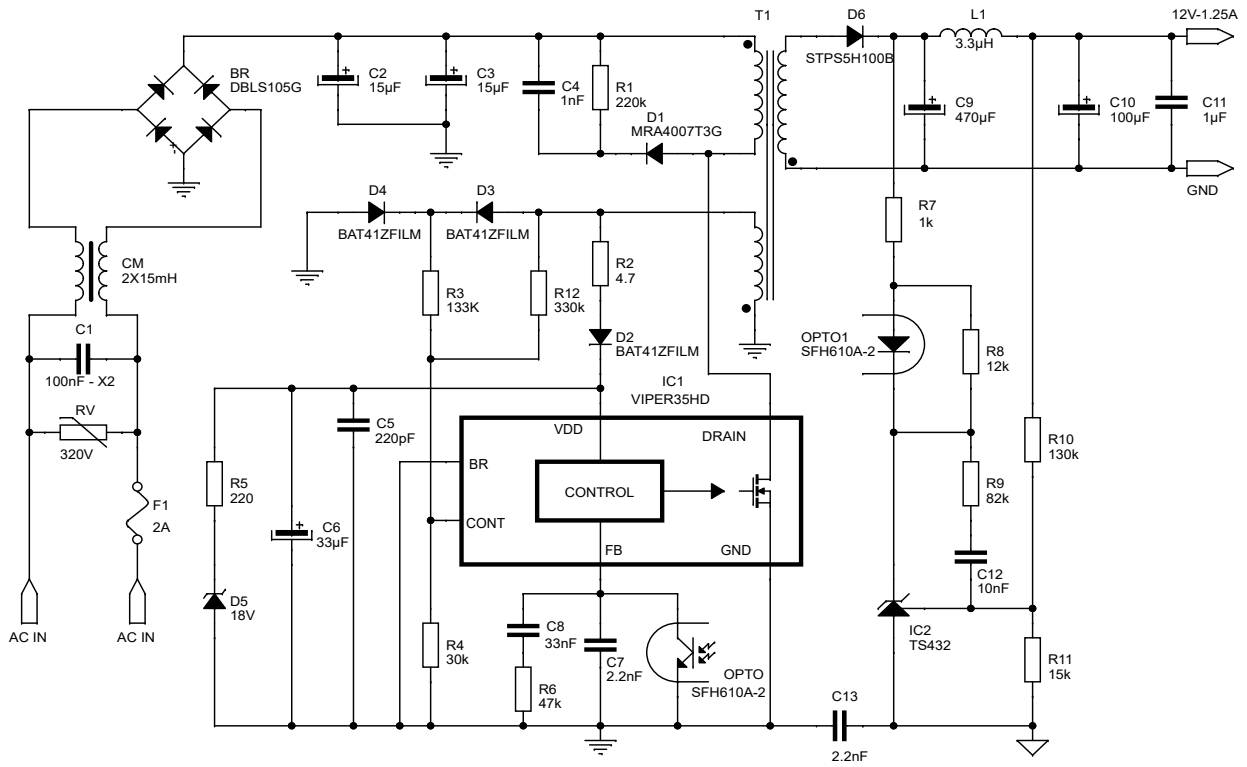 T1
D6
STPS5H100B
L1
3.3µH
12V-1.25A
BR
DBLS105G
C2
15µF
C3
15µF
C4
1nF
R1
220k
D1
MRA4007T3G
C9
470µF
C10
100µF
C11
1µF
GND
D4
BAT41ZFILM
D3
BAT41ZFILM
R7
1k
CM
2X15mH
R3
133K
R12
330k
R2
4.7
D2
BAT41ZFILM
C1
100nF - X2
OPTO1
SFH610A-2
R8
12k
RV
320V
C5
220pF
IC1
VIPER35HD
VDD
DRAIN
BR
CONTROL
CONT
FB
GND
R10
130k
R5
220
F1
2A
C6
33µF
R9
82k
C12
10nF
D5
18V
IC2
TS432
AC IN
AC IN
R4
30k
C8
33nF
C7
2.2nF
R6
47k
OPTO
SFH610A-2
R11
15k
C13
2.2nF